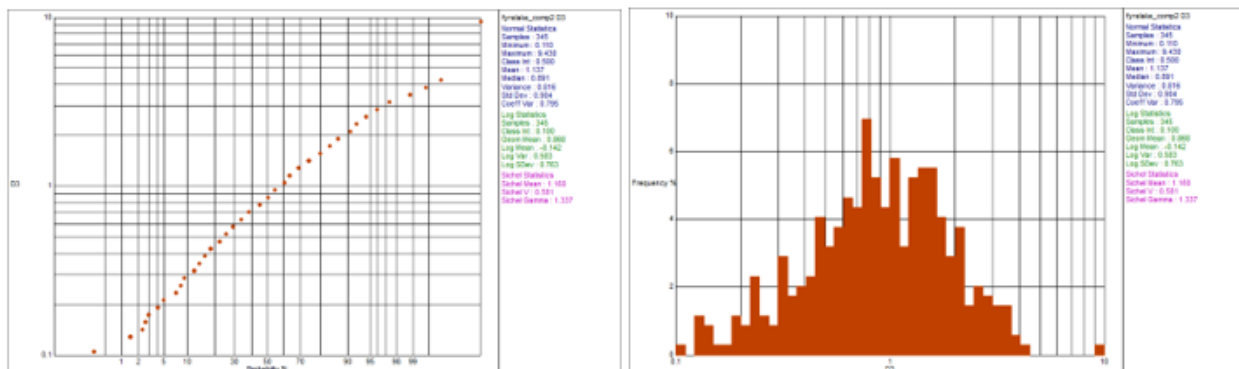 10
1
0.1
D3
1
2
5
10
30
50
70
90
95
98
99
Probability %
fyrelake_comp2 D3
Normal Statistics
Samples : 345
Minimum : 0.110
Maximum : 9.430
Class Int : 0.500
Mean : 1.137
Median : 0.891
Variance : 0.816
Std Dev : 0.904
Coeff Var : 0.795
Log Statistics
Samples : 345
Class Int : 0.100
Geom Mean : 0.868
Log Mean : -0.142
Log Var : 0.583
Log SDev : 0.763
Sichel Statistics
Sichel Mean : 1.160
Sichel V : 0.581
Sichel Gamma : 1.337
10
8
6
4
2
0
Frequency %
0.1
1
10
D3
fyrelake_comp2 D3
Normal Statistics
Samples : 345
Minimum : 0.110
Maximum : 9.430
Class Int : 0.500
Mean : 1.137
Median : 0.891
Variance : 0.816
Std Dev : 0.904
Coeff Var : 0.795
Log Statistics
Samples : 345
Class Int : 0.100
Geom Mean : 0.868
Log Mean : -0.142
Log Var : 0.583
Log SDev : 0.763
Sichel Statistics
Sichel Mean : 1.160
Sichel V : 0.581
Sichel Gamma : 1.337